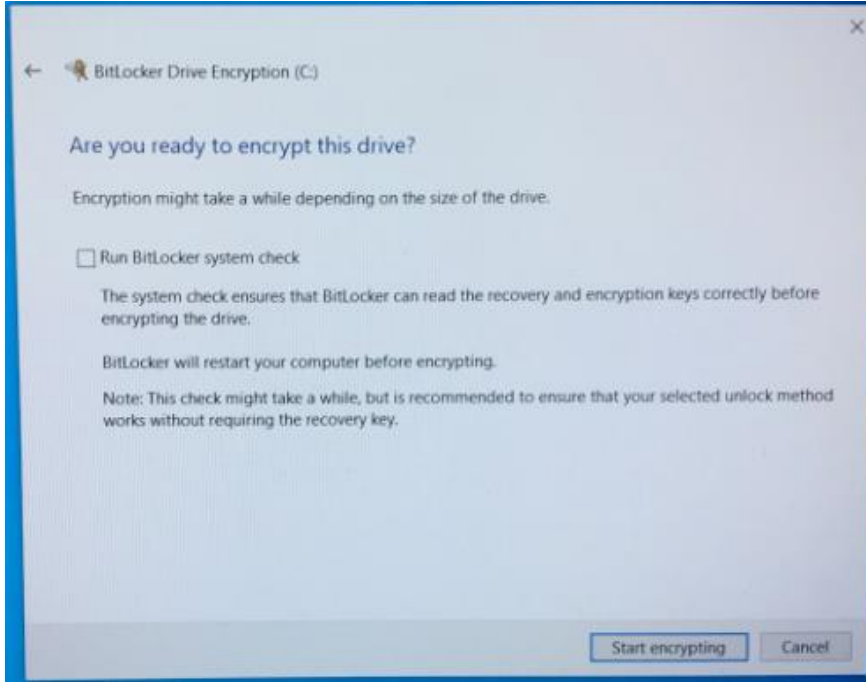 BitLocker Drive Encryption (C:)
Are you ready to encrypt this drive?
Encryption might take a while depending on the size of the drive.
Run BitLocker system check
The system check ensures that BitLocker can read the recovery and encryption keys correctly before
encrypting the drive.
BitLocker will restart your computer before encrypting.
Note: This check might take a while, but is recommended to ensure that your selected unlock method
works without requiring the recovery key.
Start encrypting Cancel